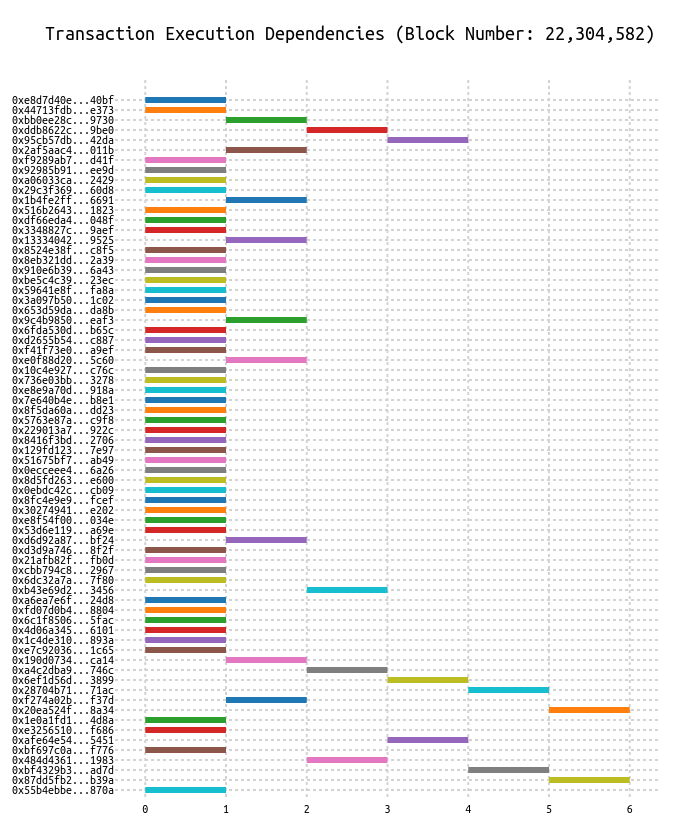 Transaction Execution Dependencies (Block Number: 22,304,582)
0xe8d7d40e...40bf
0x44713fdb...e373
0xbb0ee28c...9730
0xddb8622c...9be0
0x95cb57db...42da
0x2af5aac4...011b
0xf9289ab7...d41f
0x92985b91...ee9d
0xa06033ca...2429
0x29c3f369...60d8
0x1b4fe2ff...6691
0x516b2643...1823
0xdf66eda4...048f
0x3348827c...9aef
0x13334042...9525
0x8524e38f...c8f5
0x8eb321dd...2a39
0x910e6b39...6a43
0xbe5c4c39...23ec
0x59641e8f...fa8a
0x3a097b50...1c02
0x653d59da...da8b
0x9c4b9850...eaf3
0x6fda530d...b65c
0xd2655b54...c887
0xf41f73e0...a9ef
0xe0f88d20...5c60
0x10c4e927...c76c
0x736e03bb...3278
0xe8e9a70d...918a
0x7e640b4e...b8e1
0x8f5da60a...dd23
0x5763e87a...c9f8
0x229013a7...922c
0x8416f3bd...2706
0x129fd123...7e97
0x51675bf7...ab49
0x0ecceee4...6a26
0x8d5fd263...e600
0x0ebdc42c...cb09
0x8fc4e9e9...fcef
0x30274941...e202
0xe8f54f00...034e
0x53d6e119...a69e
0xd6d92a87...bf24
0xd3d9a746...8f2f
0x21afb82f...fb0d
0xcbb794c8...2967
0x6dc32a7a...7f80
0xb43e69d2...3456
0xa6ea7e6f...24d8
0xfd07d0b4...8804
0x6c1f8506...5fac
0x4d06a345...6101
0x1c4de310...893a
0xe7c92036...1c65
0x190d0734...ca14
0xa4c2dba9...746c
0x6ef1d56d...3899
0x28704b71...71ac
0xf274a02b...f37d
0x20ea524f...8a34
0x1e0a1fd1...4d8a
0xe3256510...f686
0xafe64e54...5451
0xbf697c0a...f776
0x484d4361...1983
0xbf4329b3...ad7d
0x87dd5fb2...b39a
0x55b4ebbe...870a
0 1 2 3 4 5 6